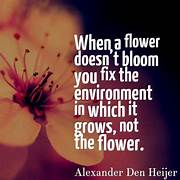 When a flower
doesn't bloom
you fix the
environment
in which it
grows, not
the flower.
Alexander Den Heijer